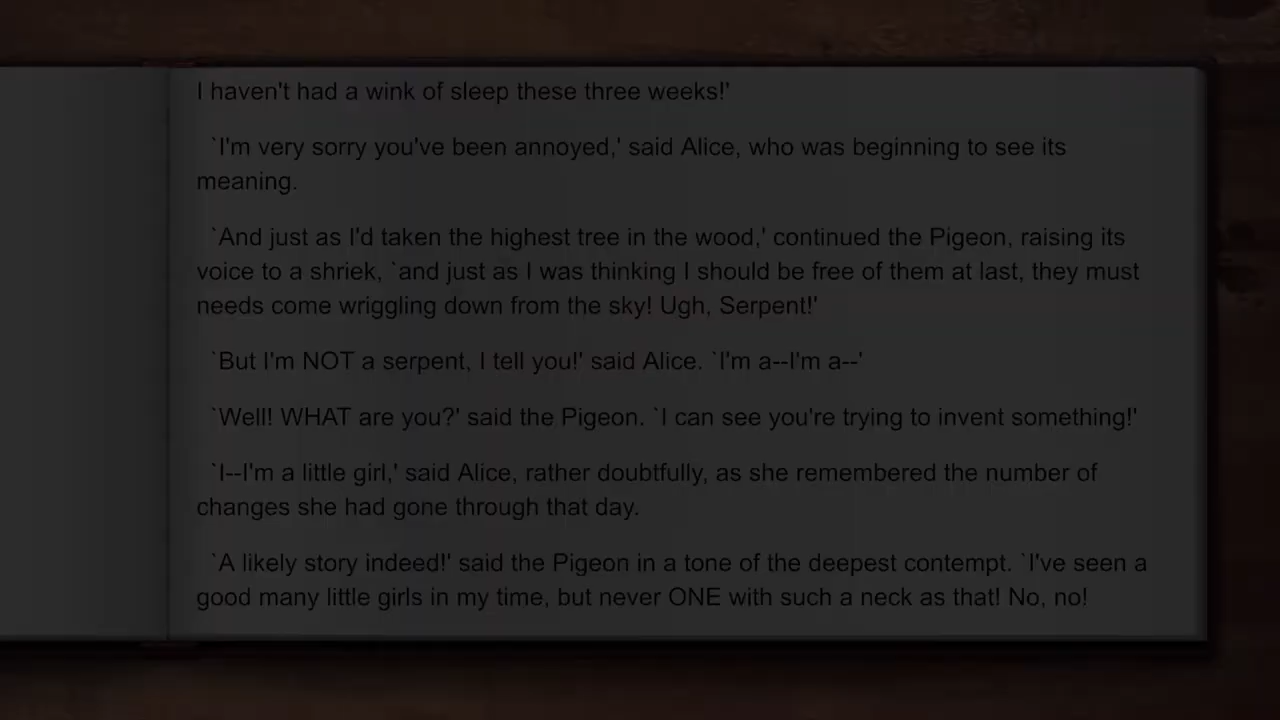 I haven't had a wink of sleep these three weeks!'
`I'm very sorry you've been annoyed,' said Alice, who was beginning to see its
meaning.
`And just as I'd taken the highest tree in the wood,' continued the Pigeon, raising its
voice to a shriek, `and just as I was thinking I should be free of them at last, they must
needs come wriggling down from the sky! Ugh, Serpent!'
`But I'm NOT a serpent, I tell you!' said Alice. `I'm a--I'm a--'
`Well! WHAT are you?' said the Pigeon. `I can see you're trying to invent something!'
`I--I'm a little girl,' said Alice, rather doubtfully, as she remembered the number of
changes she had gone through that day.
`A likely story indeed!' said the Pigeon in a tone of the deepest contempt. `I've seen a
good many little girls in my time, but never ONE with such a neck as that! No, no!